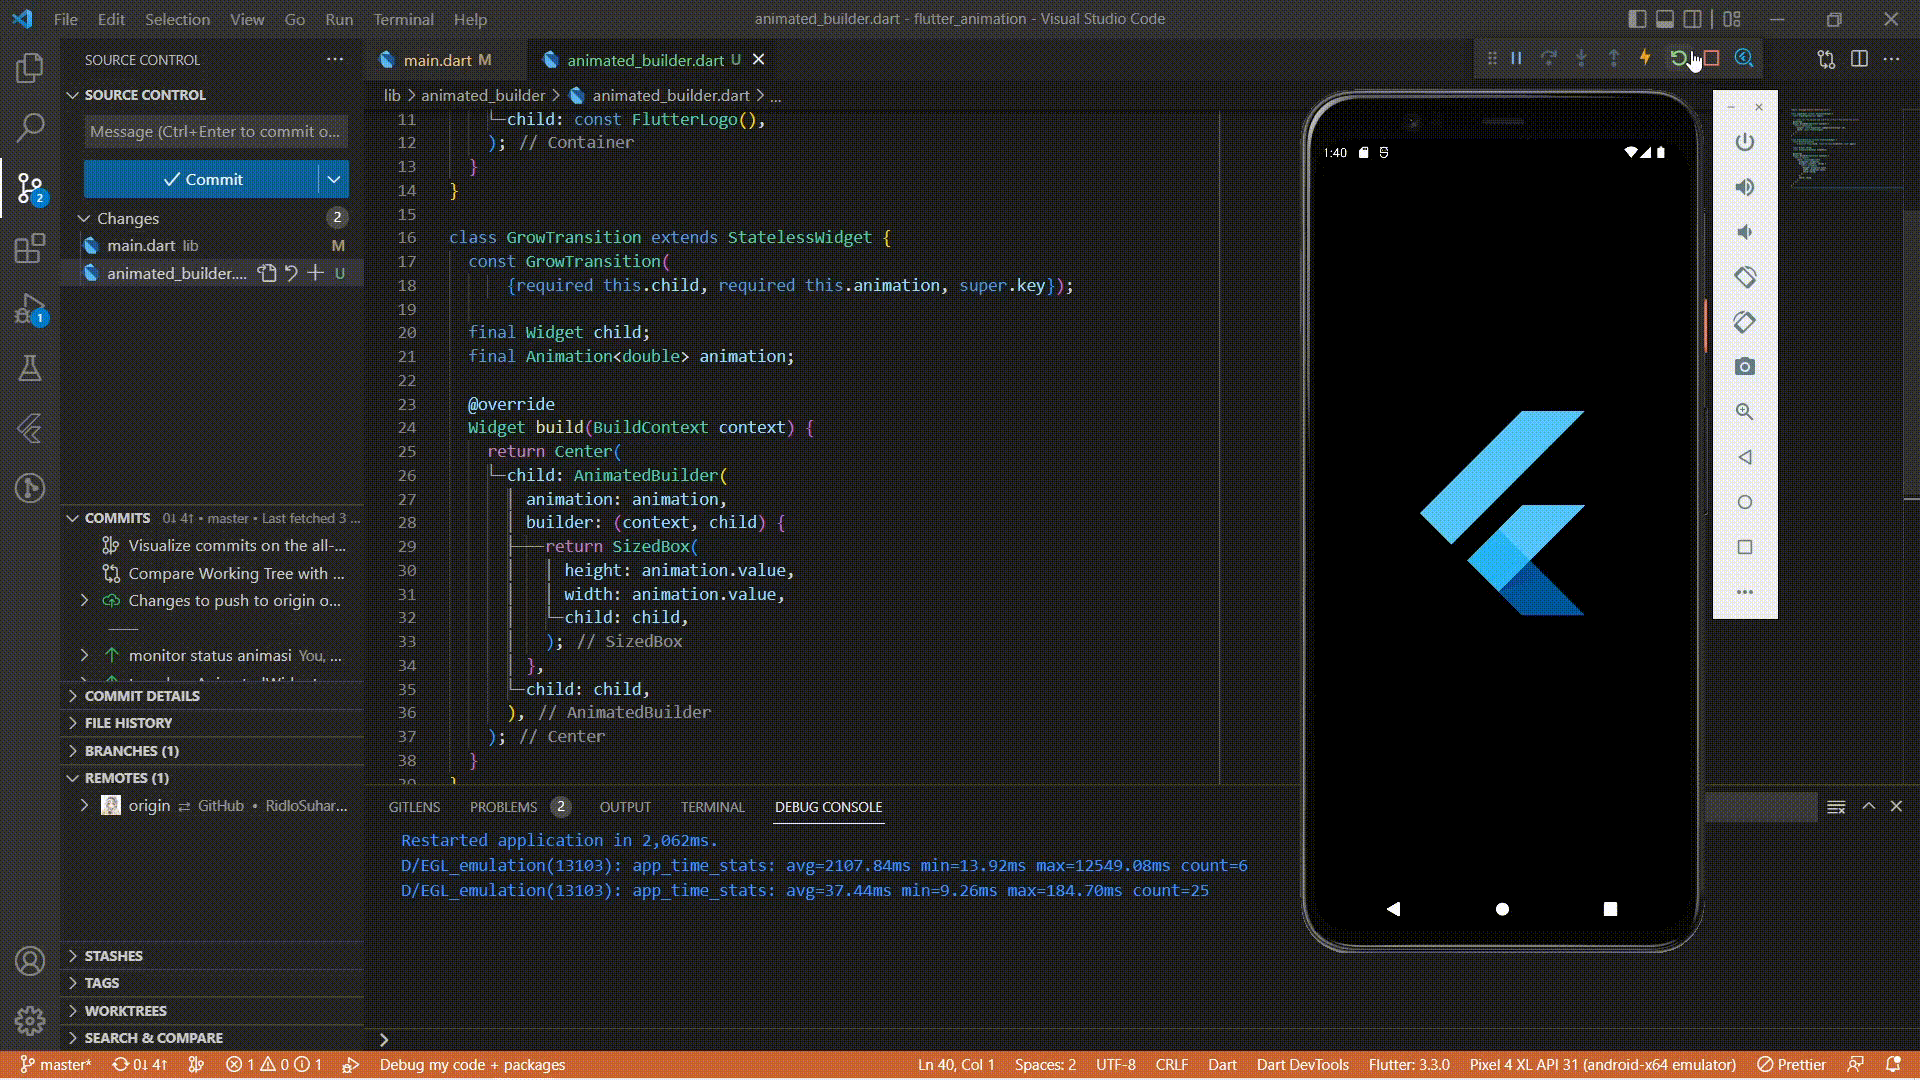 File Edit Selection View Go Run Terminal Help
animated_builder.dart - flutter_animation - Visual Studio Code
SOURCE CONTROL
SOURCE CONTROL
Message (Ctrl+Enter to commit o...
Commit
Changes 2
main.dart lib M
animated_builder.... U
2
1
COMMITS 0↓ 4↑ • master • Last fetched 3 ...
Visualize commits on the all-...
Compare Working Tree with ...
Changes to push to origin o...
monitor status animasi You, ...
COMMIT DETAILS
FILE HISTORY
BRANCHES (1)
REMOTES (1)
origin ⇄ GitHub • RidloSuhar...
STASHES
TAGS
WORKTREES
SEARCH & COMPARE
main.dart M
animated_builder.dart U
lib > animated_builder > animated_builder.dart > ...
11 child: const FlutterLogo(),
12 ); // Container
13 }
14 }
15
16 class GrowTransition extends StatelessWidget {
17 const GrowTransition(
18 {required this.child, required this.animation, super.key});
19
20 final Widget child;
21 final Animation<double> animation;
22
23 @override
24 Widget build(BuildContext context) {
25 return Center(
26 child: AnimatedBuilder(
27 animation: animation,
28 builder: (context, child) {
29 return SizedBox(
30 height: animation.value,
31 width: animation.value,
32 child: child,
33 ); // SizedBox
34 },
35 child: child,
36 ), // AnimatedBuilder
37 ); // Center
38 }
39 }
1:40
GITLENS PROBLEMS 2 OUTPUT TERMINAL DEBUG CONSOLE
Restarted application in 2,062ms.
D/EGL_emulation(13103): app_time_stats: avg=2107.84ms min=13.92ms max=12549.08ms count=6
D/EGL_emulation(13103): app_time_stats: avg=37.44ms min=9.26ms max=184.70ms count=25
master* 0↓ 4↑ 1 0 1 Debug my code + packages
Ln 40, Col 1 Spaces: 2 UTF-8 CRLF Dart Dart DevTools Flutter: 3.3.0 Pixel 4 XL API 31 (android-x64 emulator) Prettier